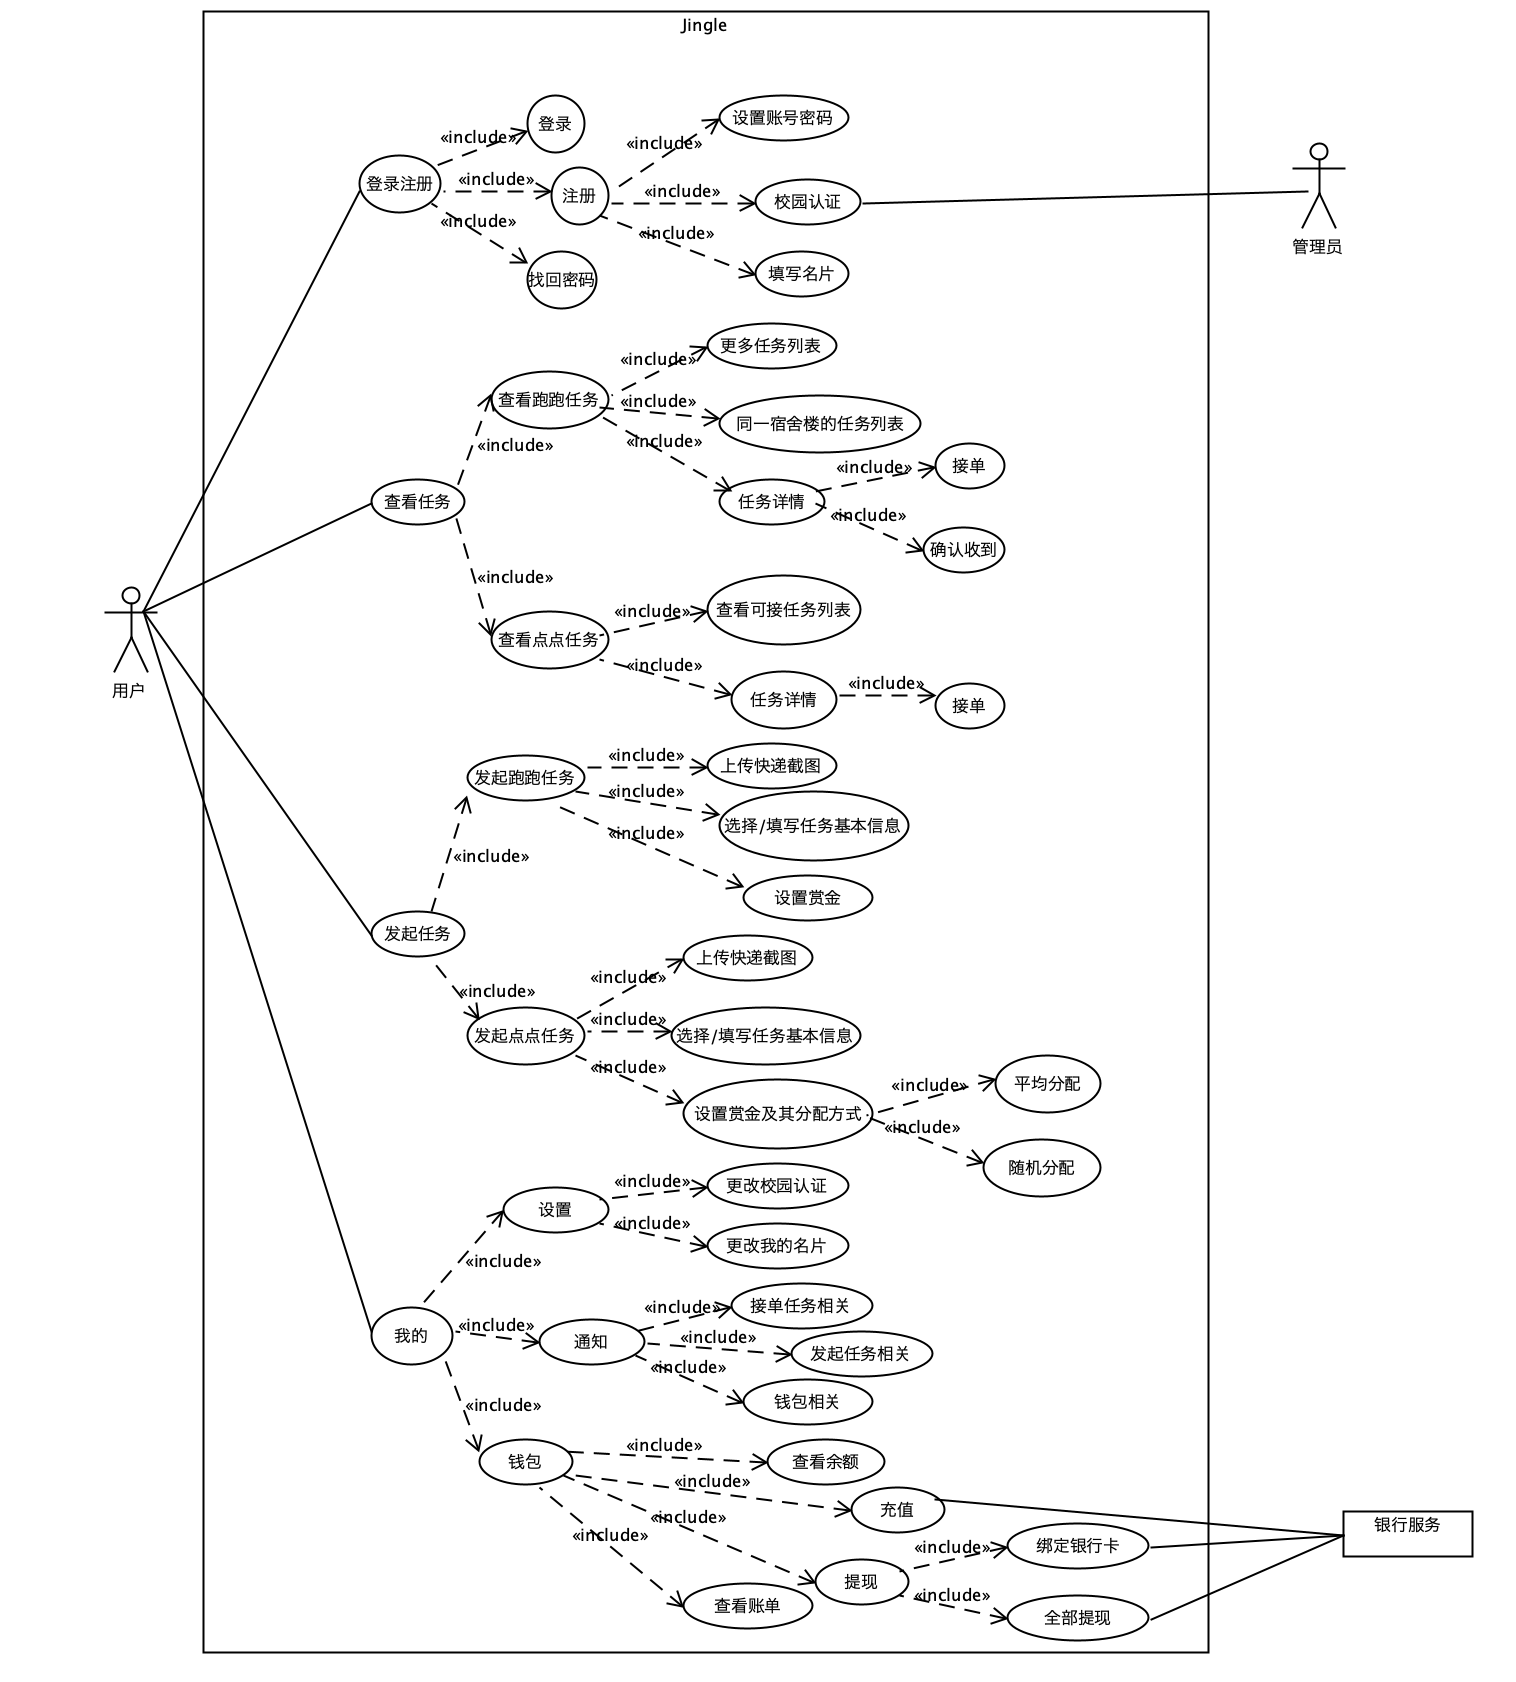 Jingle
«include»
登录
«include»
设置账号密码
登录注册
«include»
注册
«include»
校园认证
«include»
«include»
填写名片
找回密码
管理员
«include»
更多任务列表
查看跑跑任务
«include»
同一宿舍楼的任务列表
«include»
«include»
«include»
接单
查看任务
任务详情
«include»
确认收到
«include»
«include»
查看可接任务列表
查看点点任务
«include»
用户
任务详情
«include»
接单
«include»
上传快递截图
发起跑跑任务
«include»
选择/填写任务基本信息
«include»
«include»
设置赏金
发起任务
«include»
«include»
上传快递截图
发起点点任务
«include»
选择/填写任务基本信息
«include»
设置赏金及其分配方式
«include»
平均分配
«include»
随机分配
«include»
更改校园认证
设置
«include»
更改我的名片
«include»
«include»
接单任务相关
我的
«include»
通知
«include»
发起任务相关
«include»
钱包相关
«include»
钱包
«include»
查看余额
«include»
充值
银行服务
«include»
«include»
«include»
绑定银行卡
提现
«include»
全部提现
查看账单